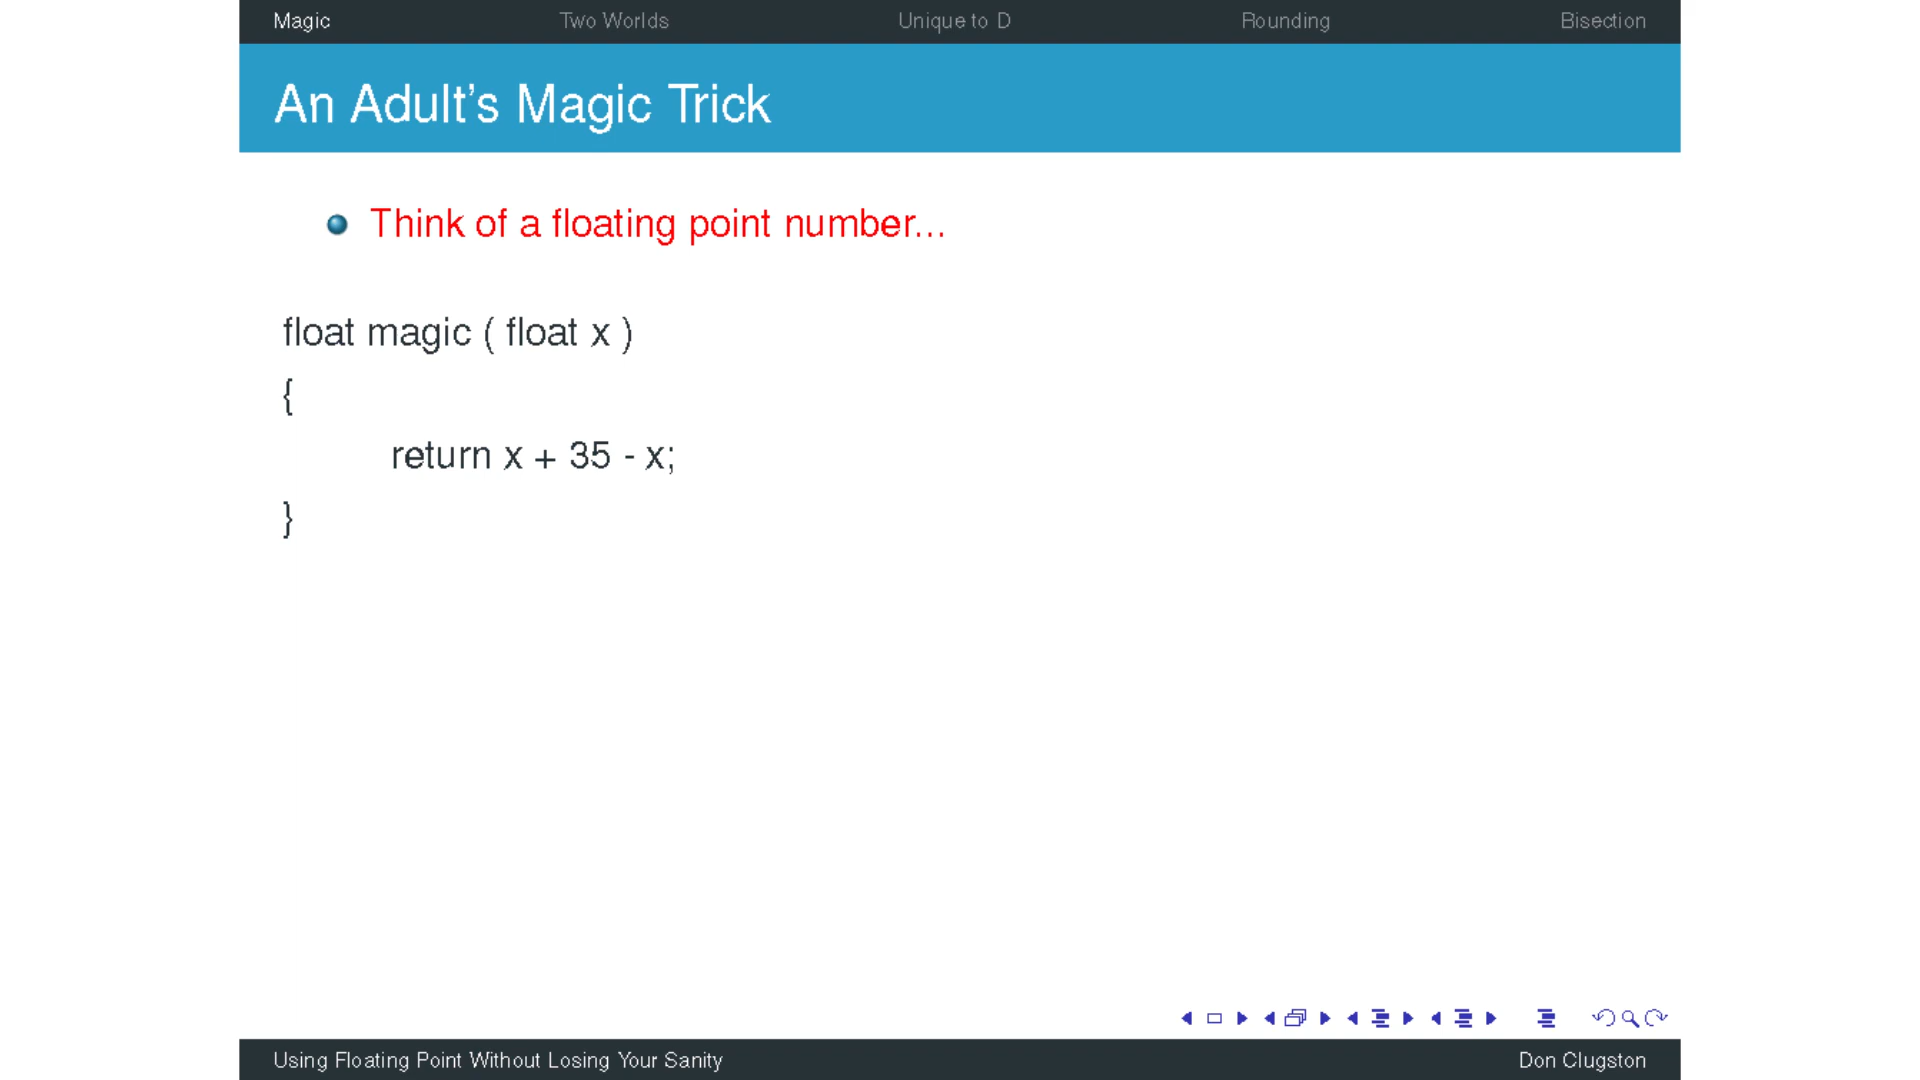 Magic Two Worlds Unique to D Rounding Bisection
An Adult's Magic Trick
Think of a floating point number...
float magic ( float x )
{
return x + 35 - x;
}
Using Floating Point Without Losing Your Sanity Don Clugston